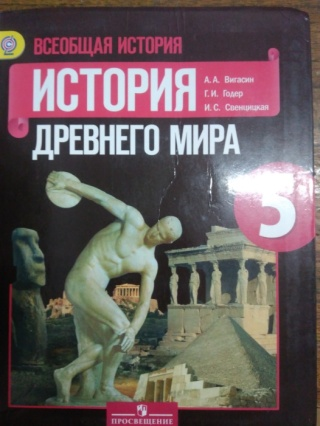 ВСЕОБЩАЯ ИСТОРИЯ
ИСТОРИЯ
ДРЕВНЕГО МИРА
А. А. Вигасин
Г. И. Годер
И. С. Свенцицкая
5
ПРОСВЕЩЕНИЕ